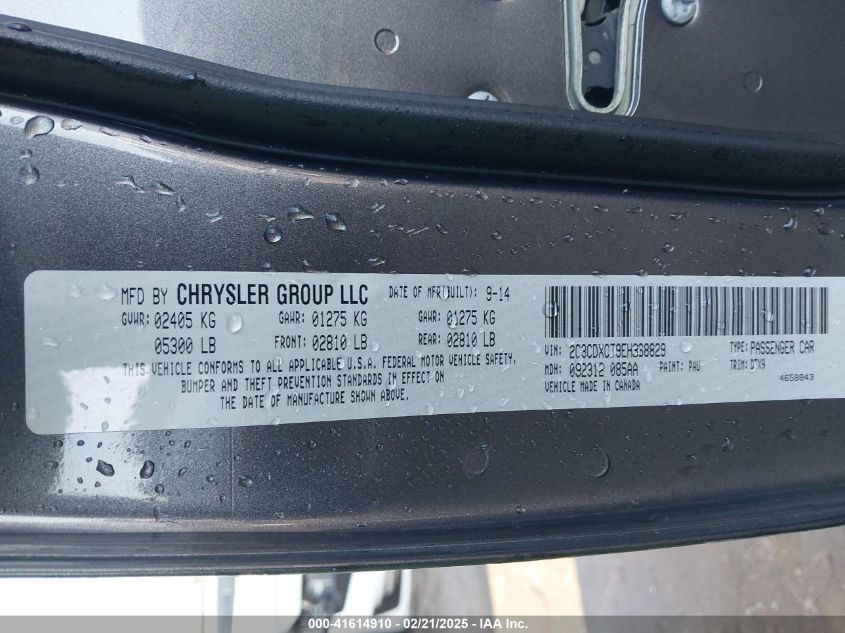 MFD BY CHRYSLER GROUP LLC DATE OF MFR(BUILT): 9-14
GVWR: 02405 KG GAWR: 01275 KG GAWR: 01275 KG
05300 LB FRONT: 02810 LB REAR: 02810 LB
THIS VEHICLE CONFORMS TO ALL APPLICABLE U.S.A. FEDERAL MOTOR VEHICLE SAFETY,
BUMPER AND THEFT PREVENTION STANDARDS IN EFFECT ON
THE DATE OF MANUFACTURE SHOWN ABOVE.
VIN: 2C3CDXCT9EH338829 TYPE: PASSENGER CAR
MDH: 092312 085AA PAINT: PAU TRIM: D7X9
VEHICLE MADE IN CANADA 4658843
000-41614910 - 02/21/2025 - IAA Inc.